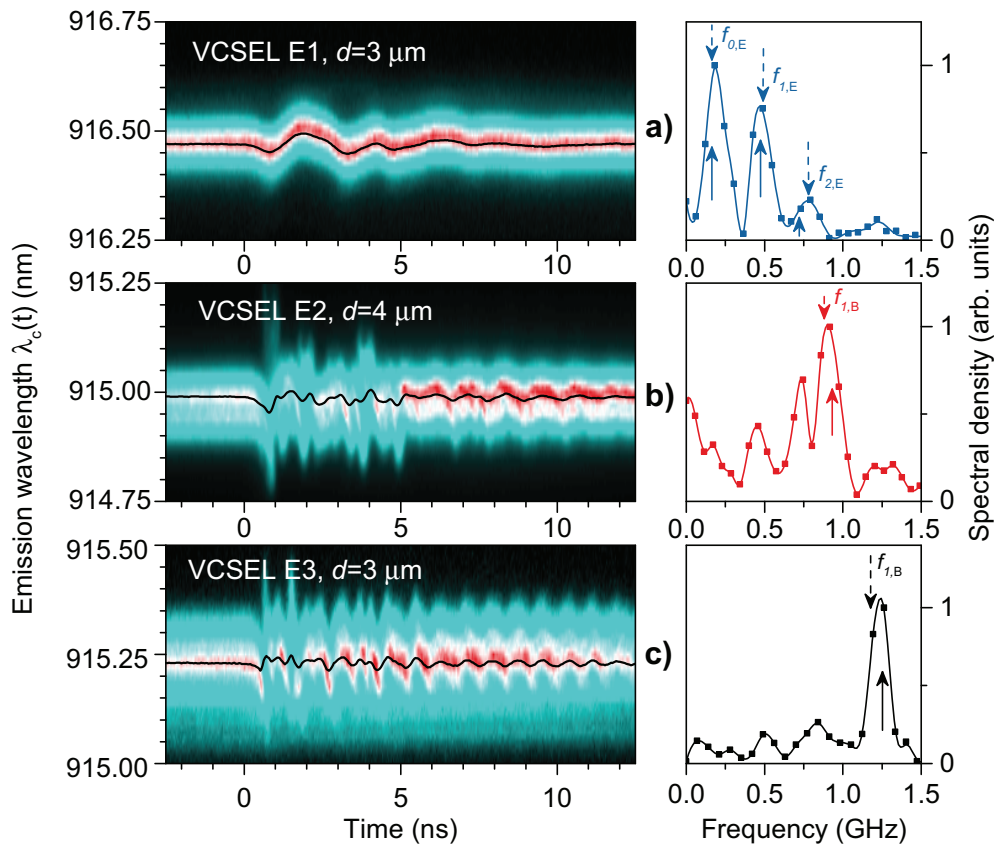 916.75
916.50
916.25
VCSEL E1, d=3 μm
0
5
10
a)
f0,E
f1,E
f2,E
1
0
0.0
0.5
1.0
1.5
915.25
915.00
914.75
VCSEL E2, d=4 μm
0
5
10
b)
f1,B
1
0
0.0
0.5
1.0
1.5
915.50
915.25
915.00
VCSEL E3, d=3 μm
0
5
10
c)
f1,B
1
0
0.0
0.5
1.0
1.5
Emission wavelength λc(t) (nm)
Time (ns)
Frequency (GHz)
Spectral density (arb. units)